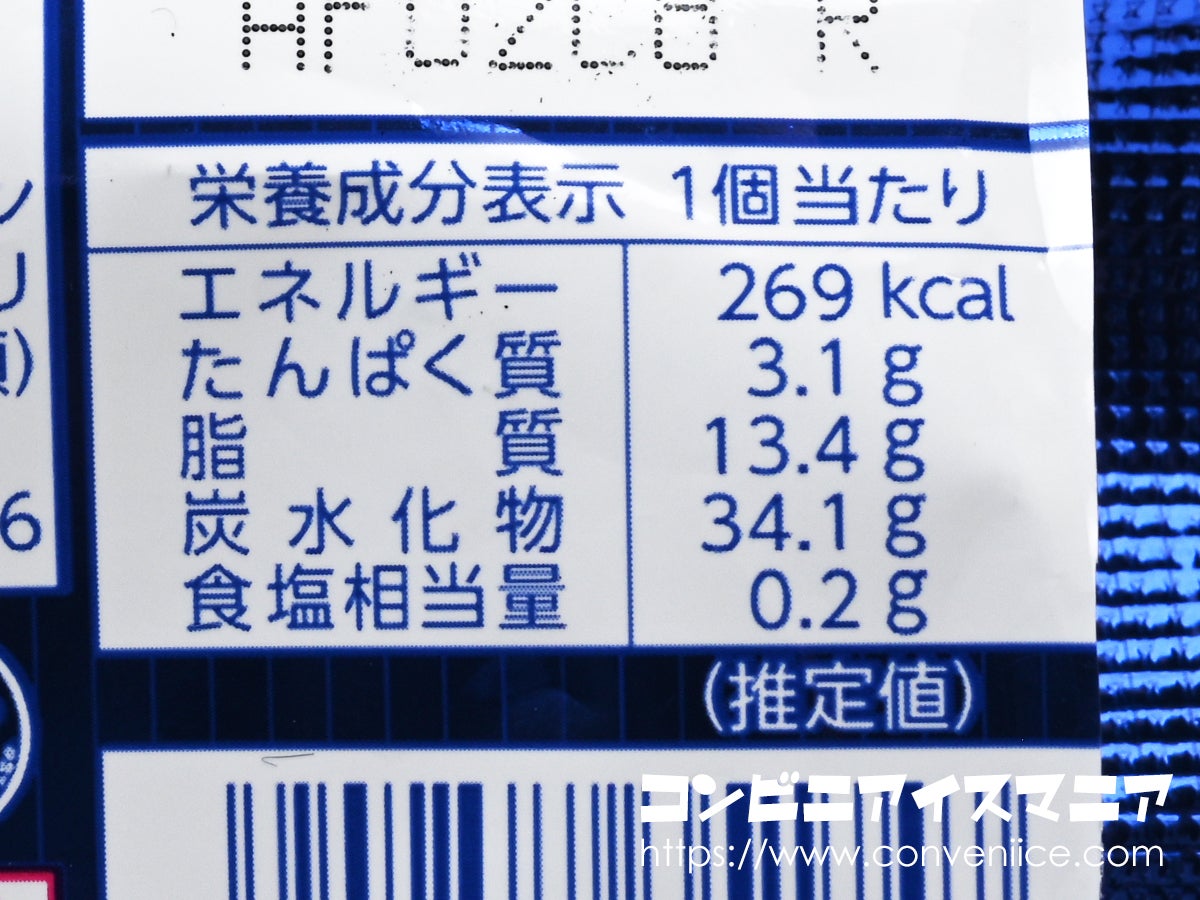 栄養成分表示 1個当たり
エネルギー 269 kcal
たんぱく質 3.1 g
脂質 13.4 g
炭水化物 34.1 g
食塩相当量 0.2 g
(推定値)
コンビニアイスマニア
https://www.conveniice.com